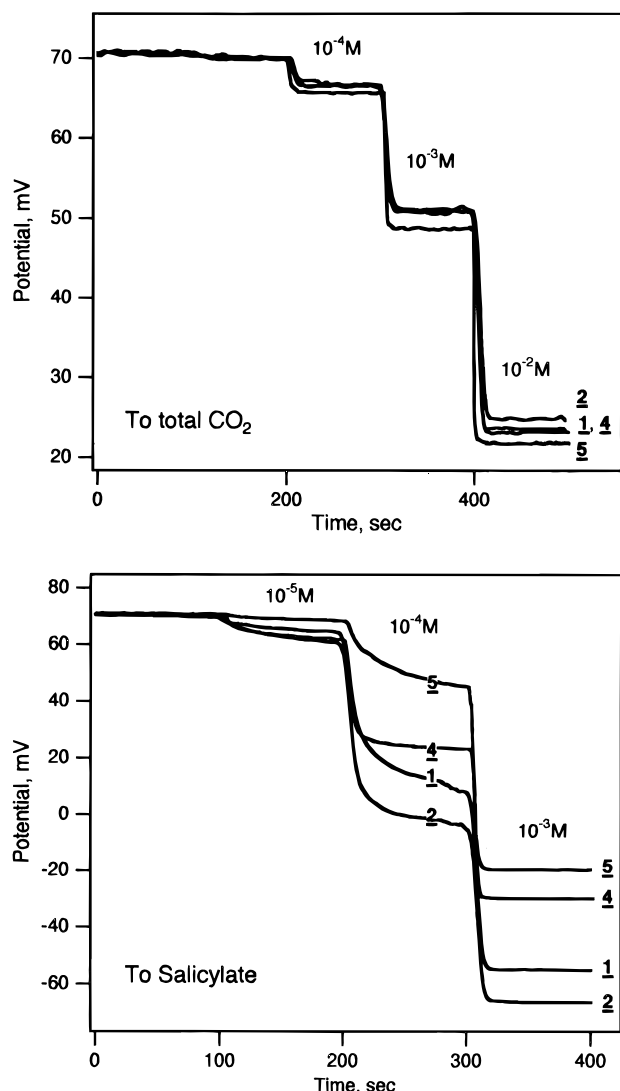 70
60
50
40
30
20
Potential, mV
10⁻⁴M
10⁻³M
10⁻²M
2
1, 4
5
To total CO₂
0
200
400
Time, sec
80
60
40
20
0
-20
-40
-60
Potential, mV
10⁻⁵M
10⁻⁴M
5
4
1
2
10⁻³M
5
4
1
2
To Salicylate
0
100
200
300
400
Time, sec